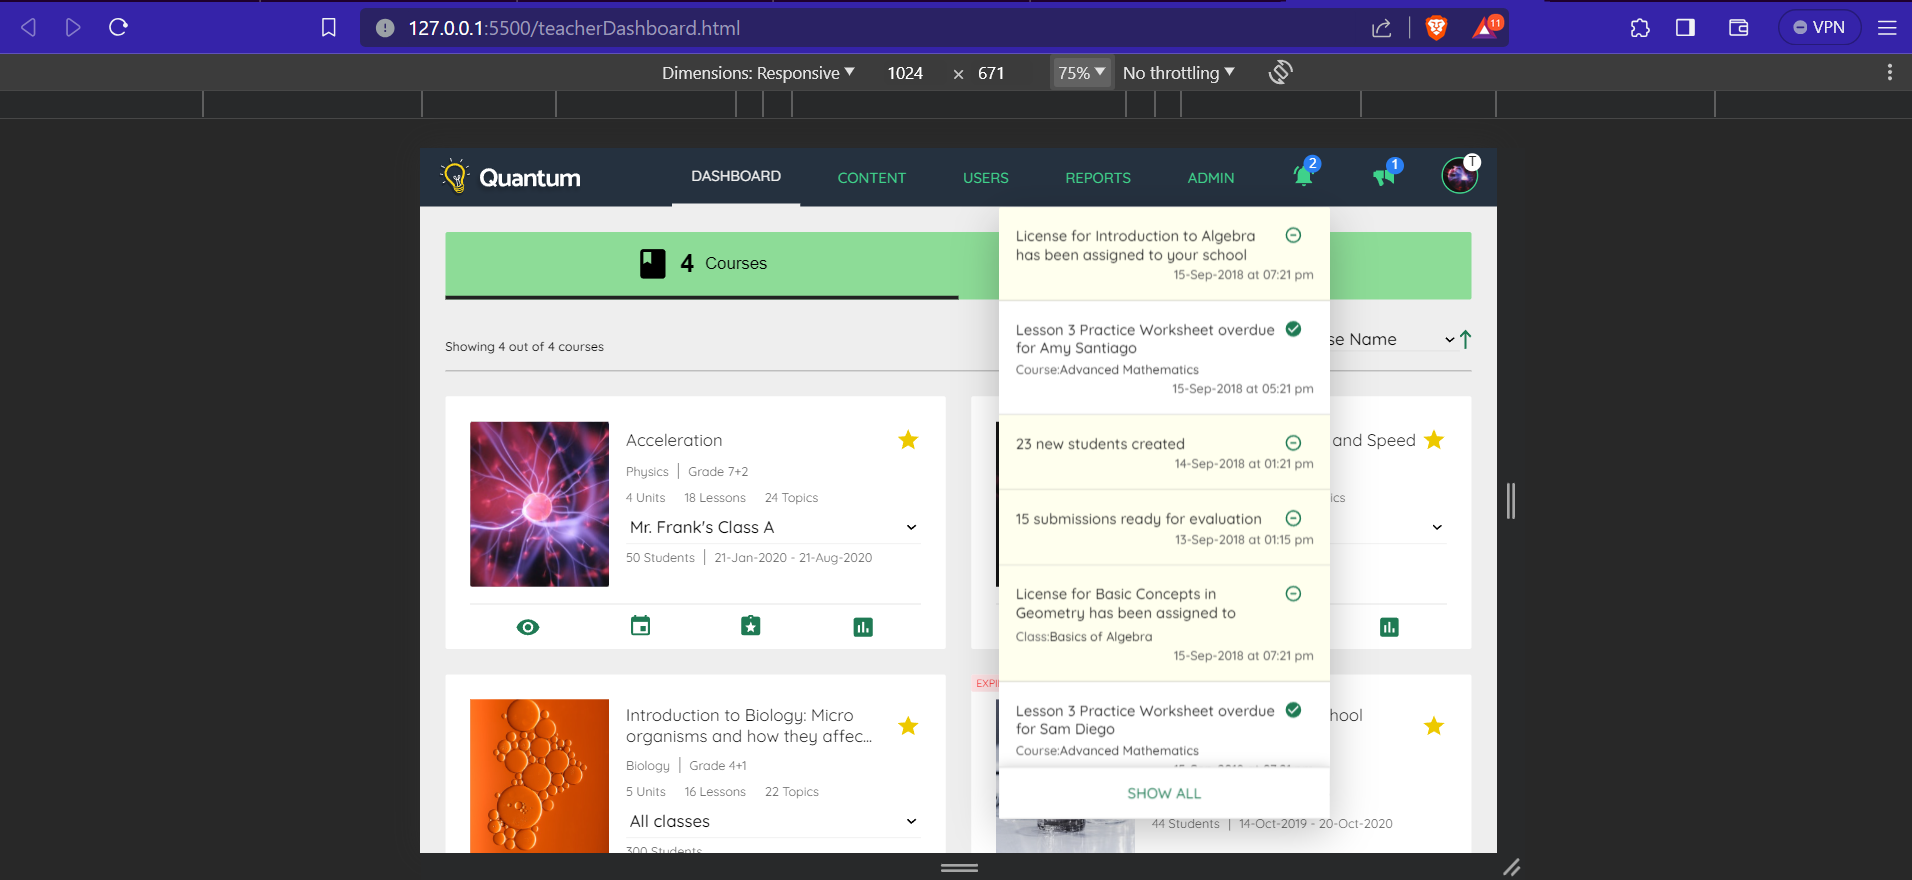 127.0.0.1:5500/teacherDashboard.html
11
VPN
Dimensions: Responsive
1024 × 671
75%
No throttling
Quantum
DASHBOARD
CONTENT
USERS
REPORTS
ADMIN
2
1
T
4 Courses
Showing 4 out of 4 courses
se Name
License for Introduction to Algebra
has been assigned to your school
15-Sep-2018 at 07:21 pm
Lesson 3 Practice Worksheet overdue
for Amy Santiago
Course:Advanced Mathematics
15-Sep-2018 at 05:21 pm
23 new students created
14-Sep-2018 at 01:21 pm
15 submissions ready for evaluation
13-Sep-2018 at 01:15 pm
License for Basic Concepts in
Geometry has been assigned to
Class:Basics of Algebra
15-Sep-2018 at 07:21 pm
Lesson 3 Practice Worksheet overdue
for Sam Diego
Course:Advanced Mathematics
SHOW ALL
Acceleration
Physics | Grade 7+2
4 Units 18 Lessons 24 Topics
Mr. Frank's Class A
50 Students | 21-Jan-2020 - 21-Aug-2020
and Speed
ics
Introduction to Biology: Micro
organisms and how they affec...
Biology | Grade 4+1
5 Units 16 Lessons 22 Topics
All classes
300 Students
EXPI
hool
44 Students | 14-Oct-2019 - 20-Oct-2020